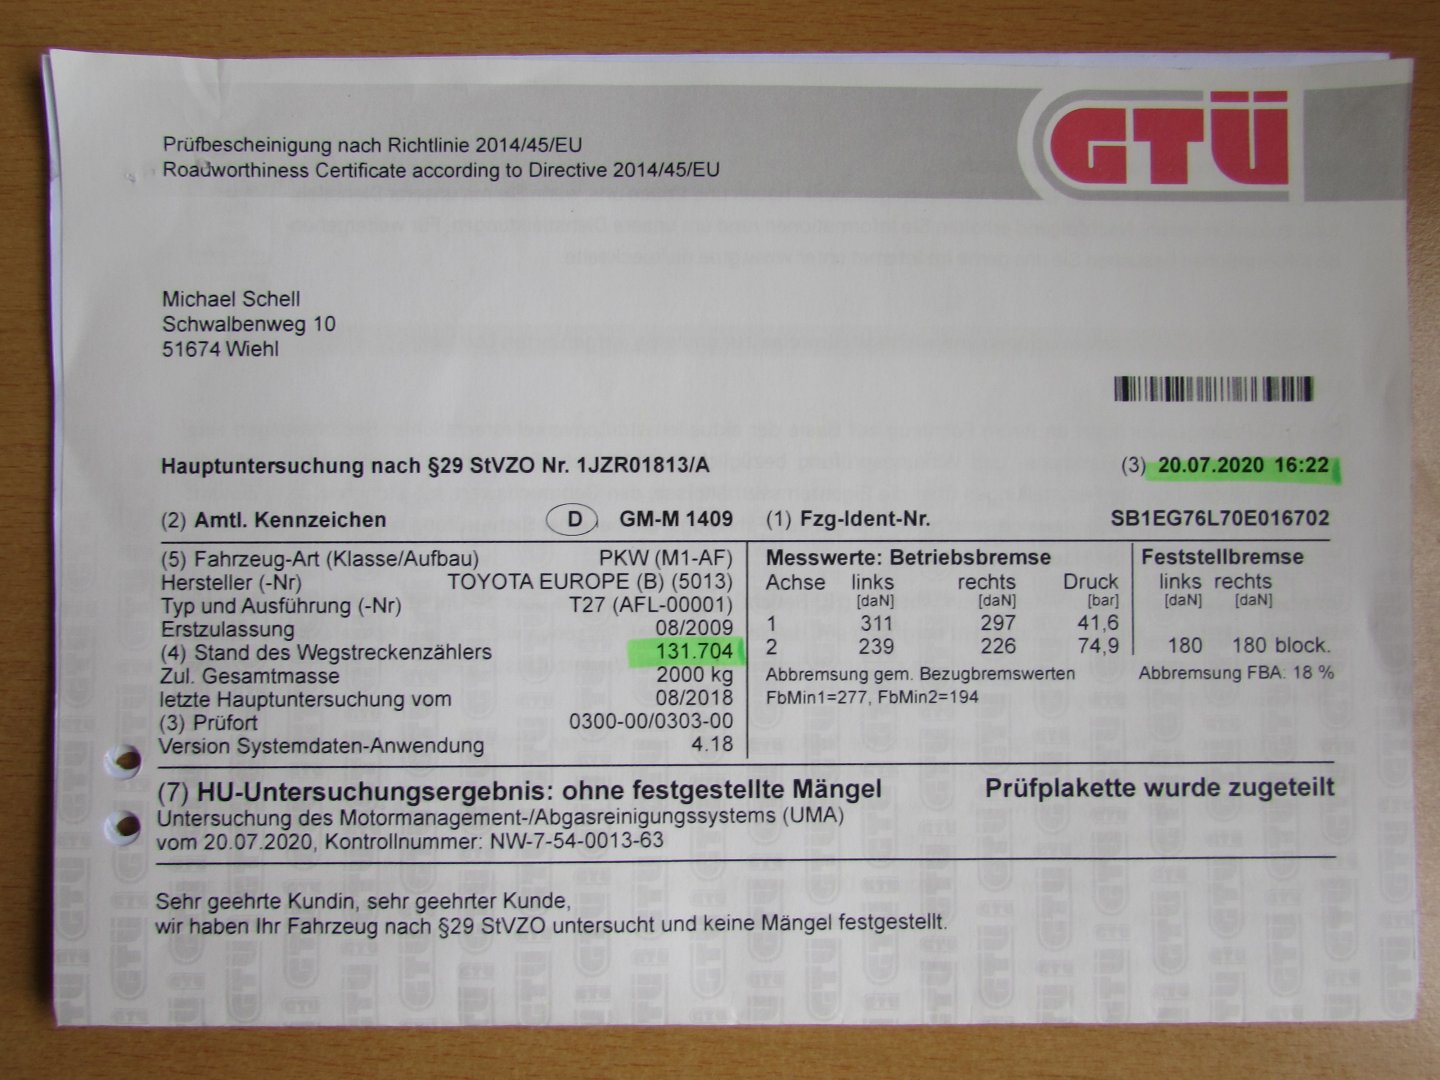 GTÜ
Prüfbescheinigung nach Richtlinie 2014/45/EU
Roadworthiness Certificate according to Directive 2014/45/EU
Michael Schell
Schwalbenweg 10
51674 Wiehl
Hauptuntersuchung nach §29 StVZO Nr. 1JZR01813/A (3) 20.07.2020 16:22
(2) Amtl. Kennzeichen D GM-M 1409 (1) Fzg-Ident-Nr. SB1EG76L70E016702
(5) Fahrzeug-Art (Klasse/Aufbau) PKW (M1-AF)
Hersteller (-Nr) TOYOTA EUROPE (B) (5013)
Typ und Ausführung (-Nr) T27 (AFL-00001)
Erstzulassung 08/2009
(4) Stand des Wegstreckenzählers 131.704
Zul. Gesamtmasse 2000 kg
letzte Hauptuntersuchung vom 08/2018
(3) Prüfort 0300-00/0303-00
Version Systemdaten-Anwendung 4.18
Messwerte: Betriebsbremse Feststellbremse
Achse links rechts Druck links rechts
[daN] [daN] [bar] [daN] [daN]
1 311 297 41,6
2 239 226 74,9 180 180 block.
Abbremsung gem. Bezugbremswerten Abbremsung FBA: 18 %
FbMin1=277, FbMin2=194
(7) HU-Untersuchungsergebnis: ohne festgestellte Mängel Prüfplakette wurde zugeteilt
Untersuchung des Motormanagement-/Abgasreinigungssystems (UMA)
vom 20.07.2020, Kontrollnummer: NW-7-54-0013-63
Sehr geehrte Kundin, sehr geehrter Kunde,
wir haben Ihr Fahrzeug nach §29 StVZO untersucht und keine Mängel festgestellt.